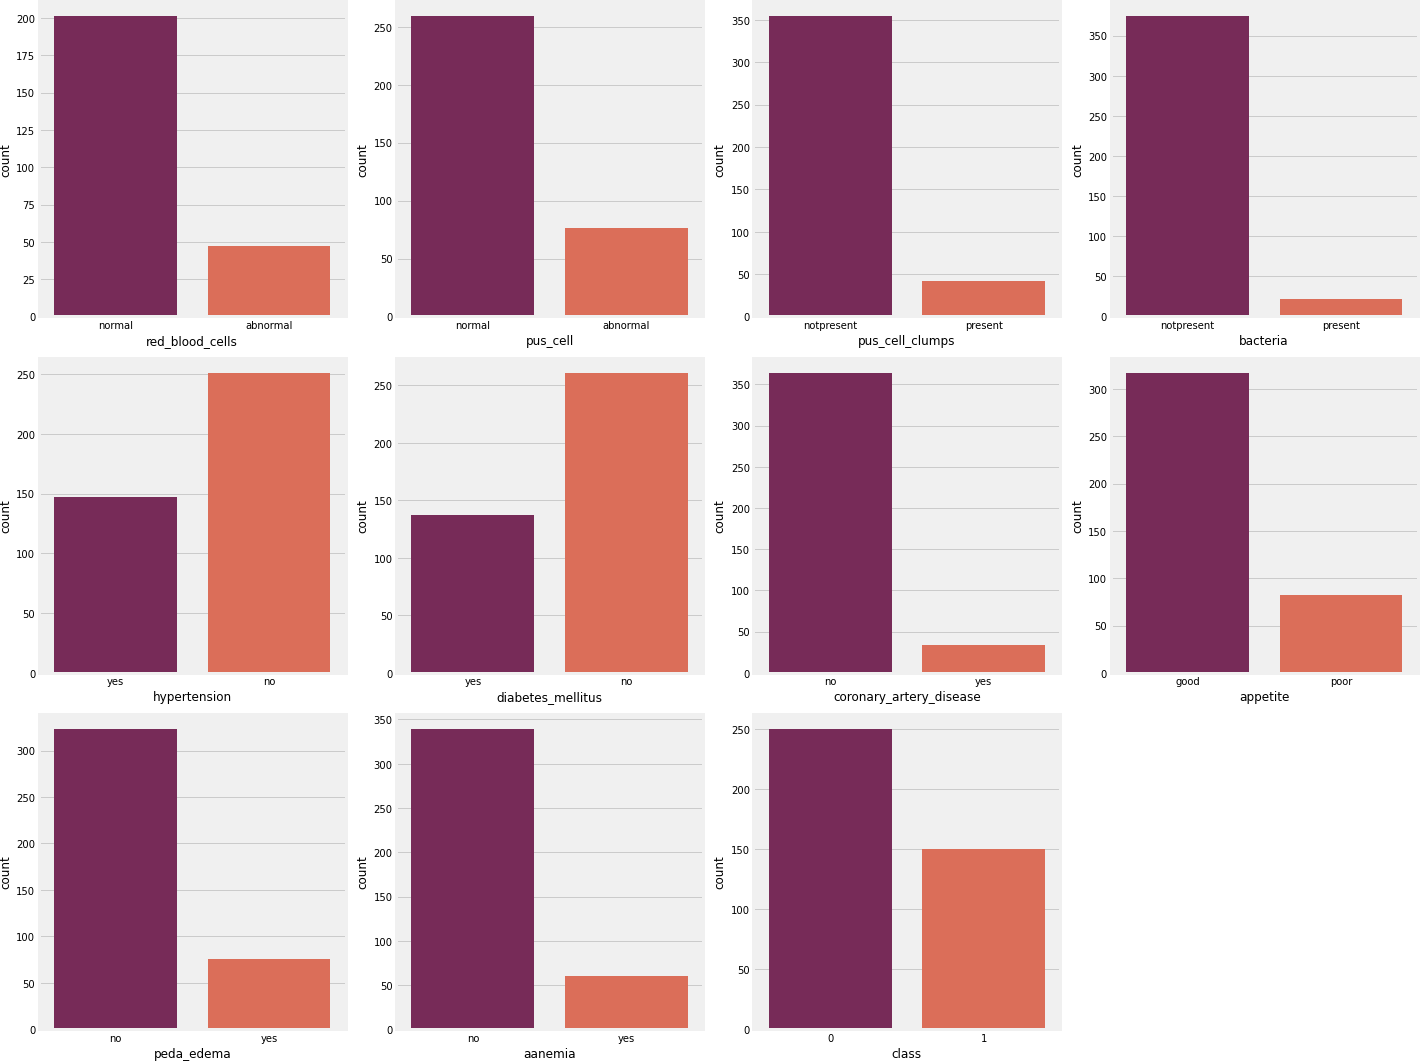 count
200
175
150
125
100
75
50
25
0
normal abnormal
red_blood_cells
count
250
200
150
100
50
0
normal abnormal
pus_cell
count
350
300
250
200
150
100
50
0
notpresent present
pus_cell_clumps
count
350
300
250
200
150
100
50
0
notpresent present
bacteria
count
250
200
150
100
50
0
yes no
hypertension
count
250
200
150
100
50
0
yes no
diabetes_mellitus
count
350
300
250
200
150
100
50
0
no yes
coronary_artery_disease
count
300
250
200
150
100
50
0
good poor
appetite
count
300
250
200
150
100
50
0
no yes
peda_edema
count
350
300
250
200
150
100
50
0
no yes
aanemia
count
250
200
150
100
50
0
0 1
class